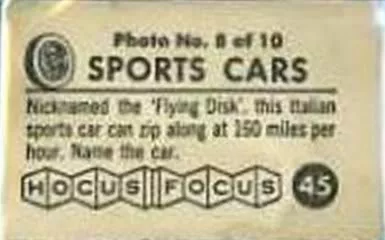 Photo No. 8 of 10
SPORTS CARS
Nicknamed the 'Flying Disk', this Italian
sports car can zip along at 150 miles per
hour. Name the car.
HOCUS FOCUS 45